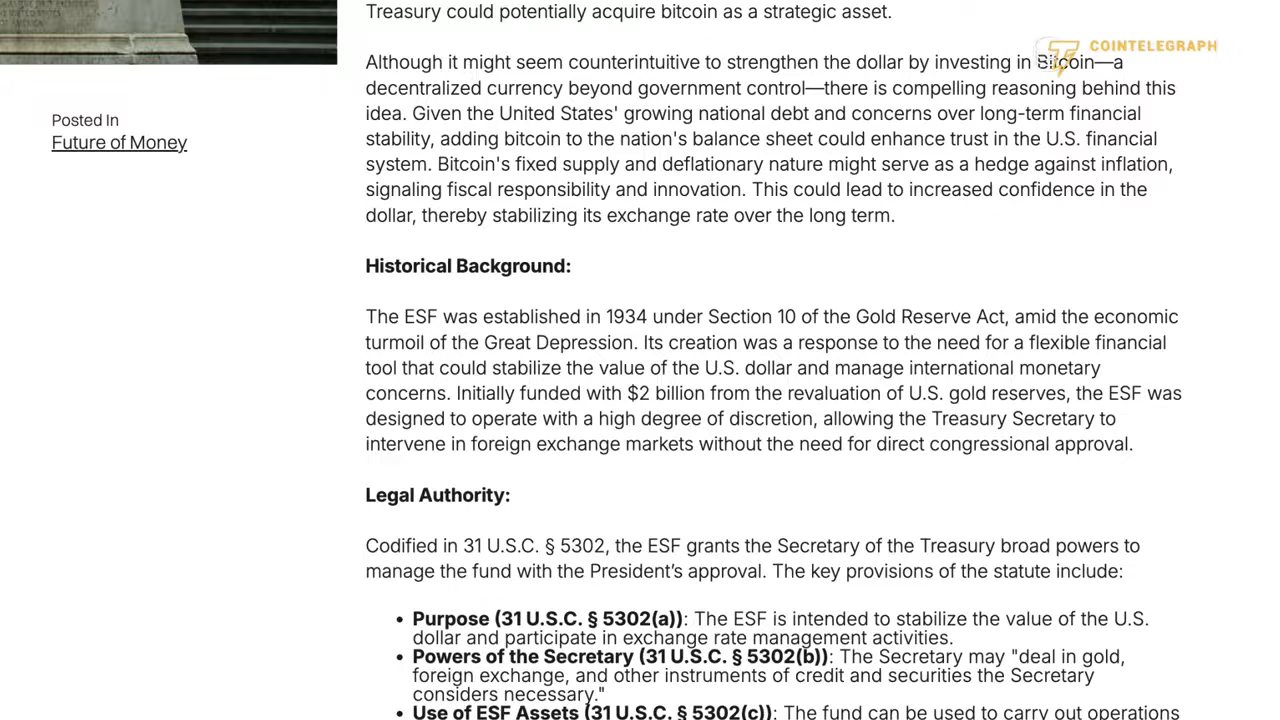 Treasury could potentially acquire bitcoin as a strategic asset.
COINTELEGRAPH
Although it might seem counterintuitive to strengthen the dollar by investing in Bitcoin—a
decentralized currency beyond government control—there is compelling reasoning behind this
idea. Given the United States' growing national debt and concerns over long-term financial
stability, adding bitcoin to the nation's balance sheet could enhance trust in the U.S. financial
system. Bitcoin's fixed supply and deflationary nature might serve as a hedge against inflation,
signaling fiscal responsibility and innovation. This could lead to increased confidence in the
dollar, thereby stabilizing its exchange rate over the long term.
Posted In
Future of Money
Historical Background:
The ESF was established in 1934 under Section 10 of the Gold Reserve Act, amid the economic
turmoil of the Great Depression. Its creation was a response to the need for a flexible financial
tool that could stabilize the value of the U.S. dollar and manage international monetary
concerns. Initially funded with $2 billion from the revaluation of U.S. gold reserves, the ESF was
designed to operate with a high degree of discretion, allowing the Treasury Secretary to
intervene in foreign exchange markets without the need for direct congressional approval.
Legal Authority:
Codified in 31 U.S.C. § 5302, the ESF grants the Secretary of the Treasury broad powers to
manage the fund with the President’s approval. The key provisions of the statute include:
• Purpose (31 U.S.C. § 5302(a)): The ESF is intended to stabilize the value of the U.S.
dollar and participate in exchange rate management activities.
• Powers of the Secretary (31 U.S.C. § 5302(b)): The Secretary may "deal in gold,
foreign exchange, and other instruments of credit and securities the Secretary
considers necessary."
• Use of ESF Assets (31 U.S.C. § 5302(c)): The fund can be used to carry out operations